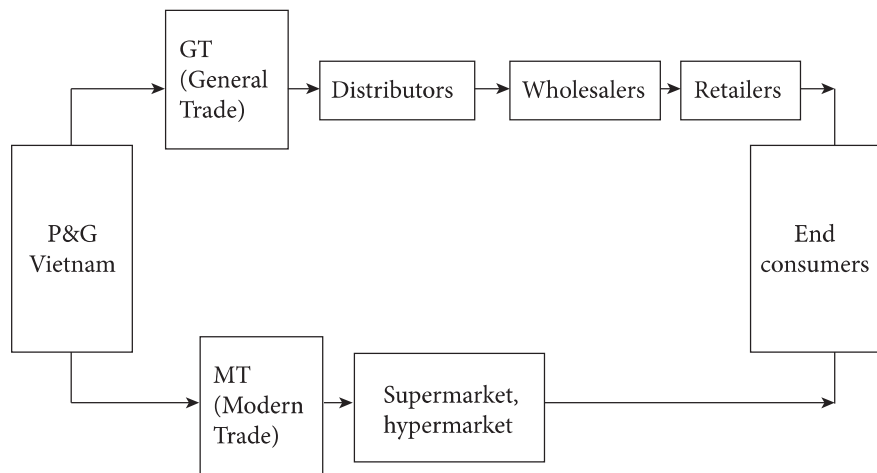 GT
(General
Trade)
Distributors
Wholesalers
Retailers
P&G
Vietnam
End
consumers
MT
(Modern
Trade)
Supermarket,
hypermarket